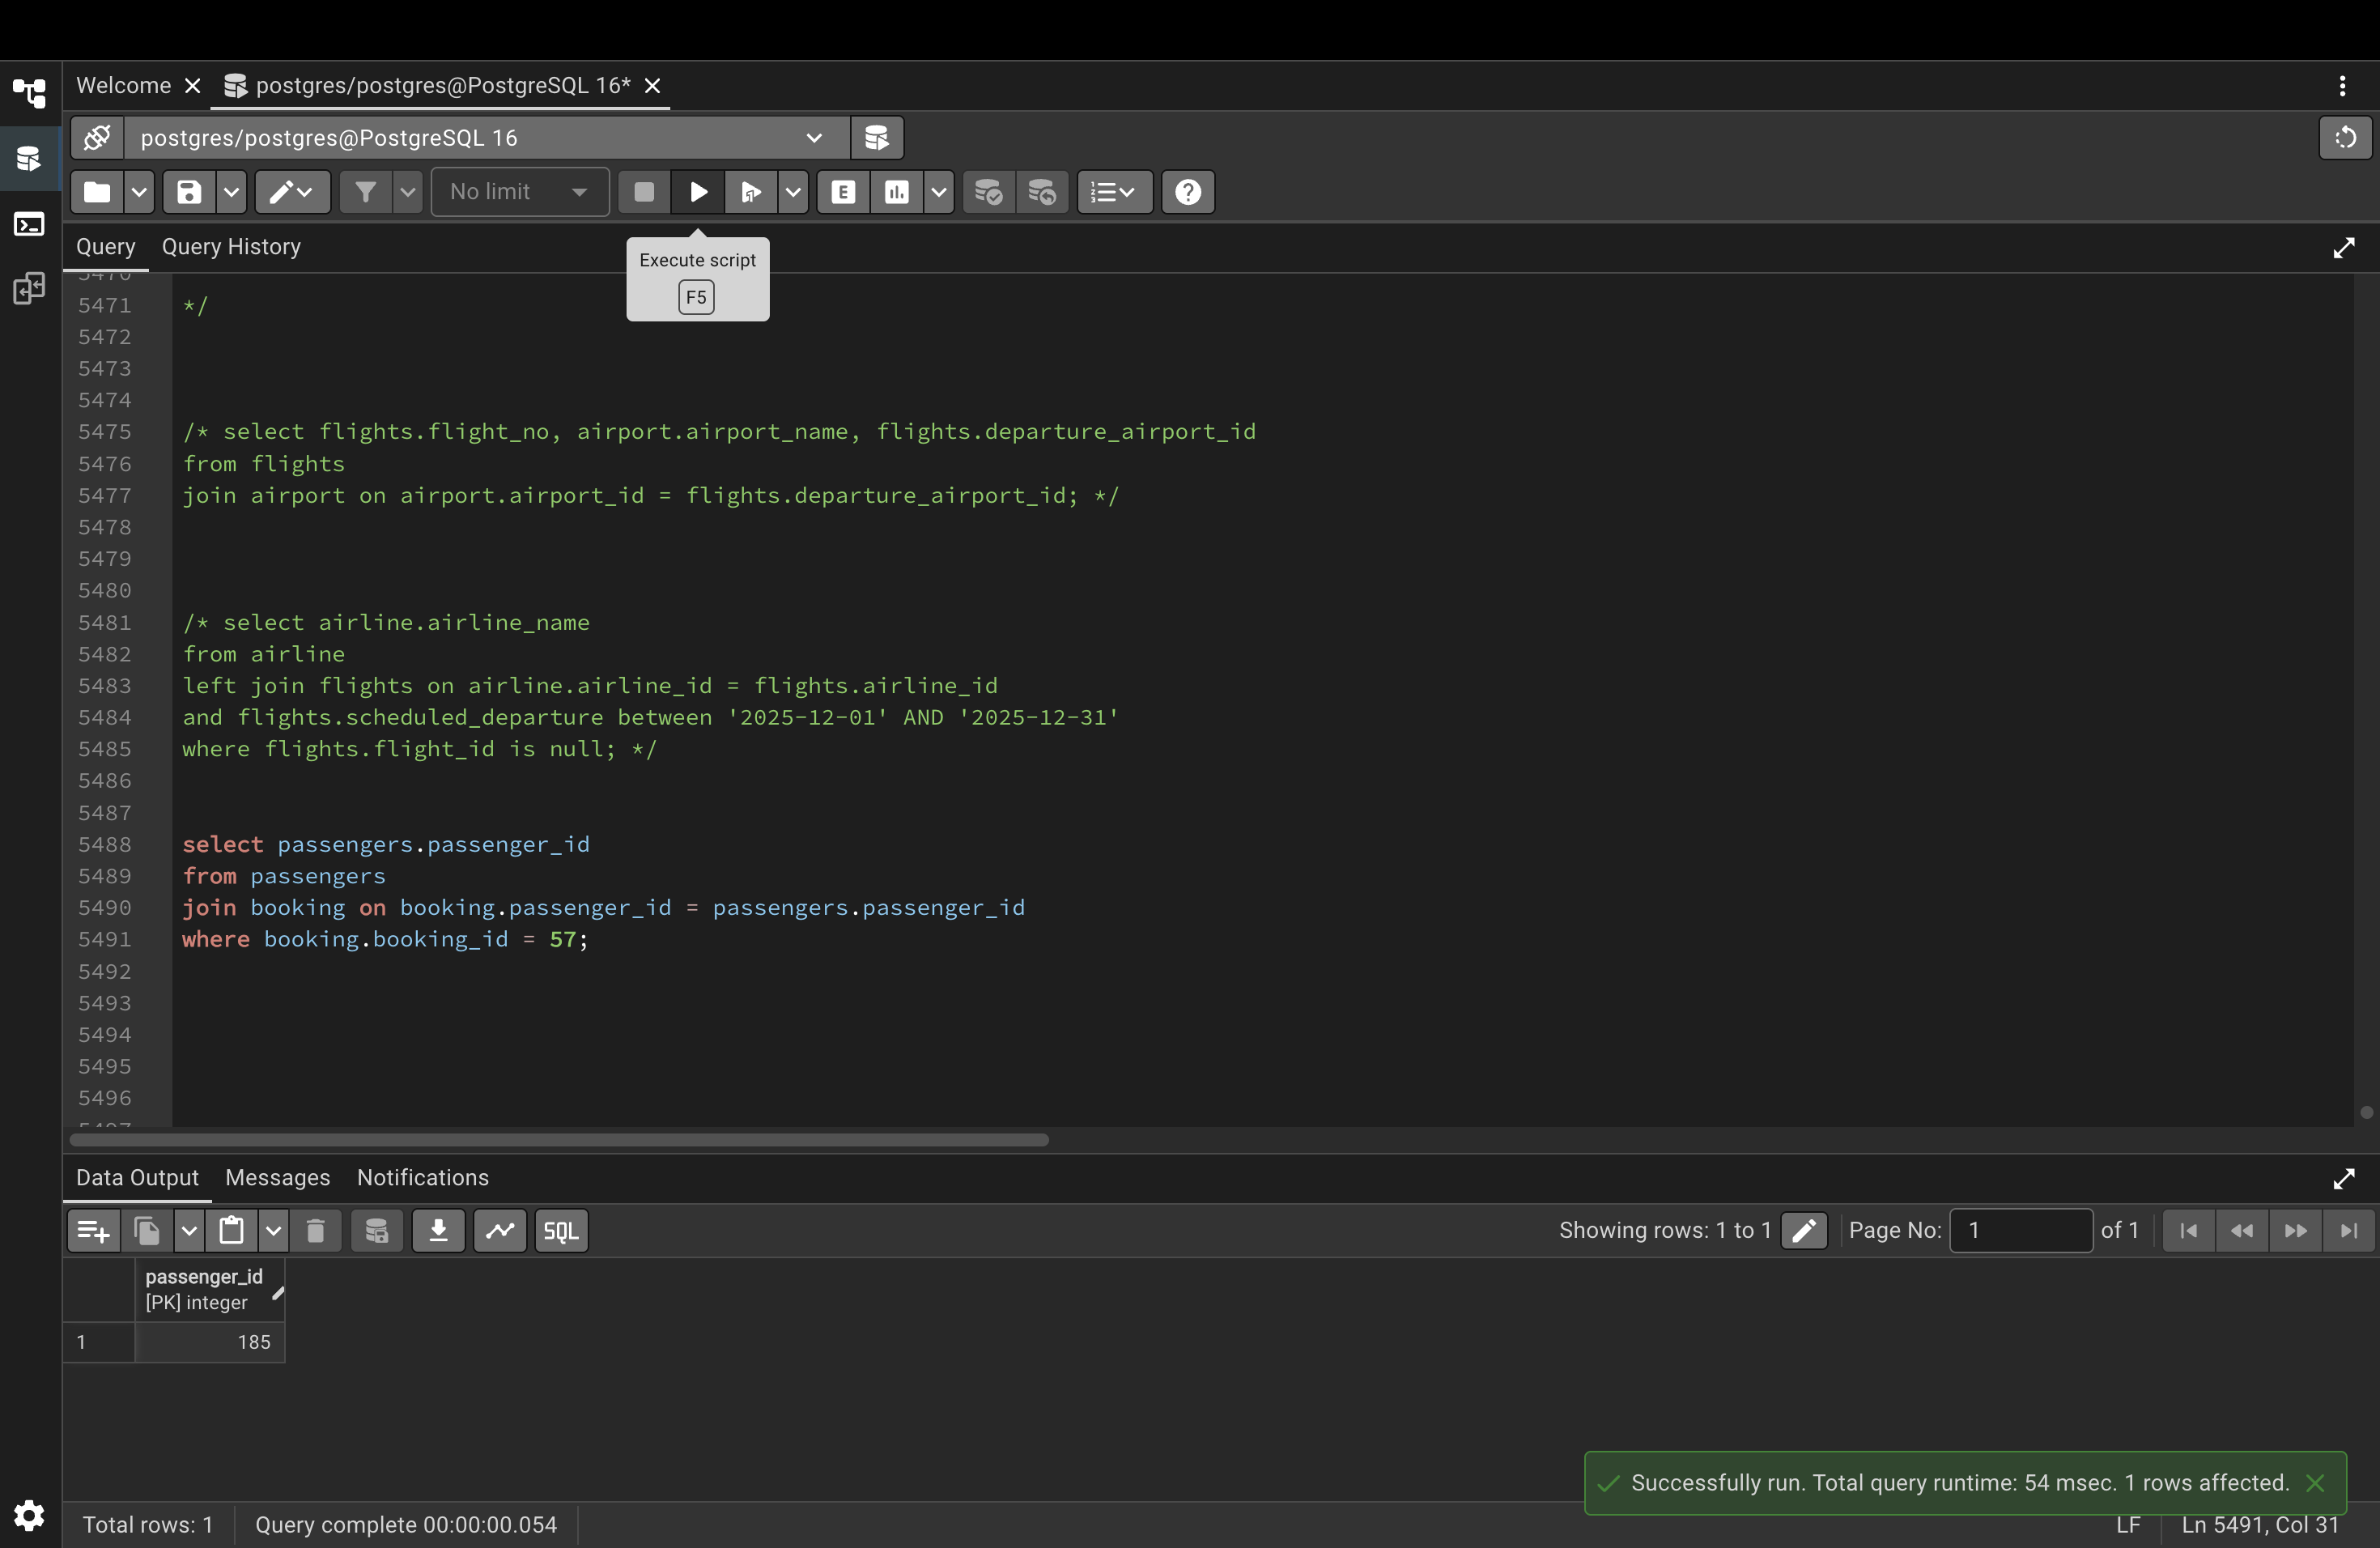 Welcome
postgres/postgres@PostgreSQL 16*
postgres/postgres@PostgreSQL 16
No limit
E
Query
Query History
Execute script
F5
5470
5471 */
5472
5473
5474
5475 /* select flights.flight_no, airport.airport_name, flights.departure_airport_id
5476 from flights
5477 join airport on airport.airport_id = flights.departure_airport_id; */
5478
5479
5480
5481 /* select airline.airline_name
5482 from airline
5483 left join flights on airline.airline_id = flights.airline_id
5484 and flights.scheduled_departure between '2025-12-01' AND '2025-12-31'
5485 where flights.flight_id is null; */
5486
5487
5488 select passengers.passenger_id
5489 from passengers
5490 join booking on booking.passenger_id = passengers.passenger_id
5491 where booking.booking_id = 57;
5492
5493
5494
5495
5496
5497
Data Output
Messages
Notifications
SQL
Showing rows: 1 to 1
Page No: 1 of 1
passenger_id
[PK] integer
1 185
Successfully run. Total query runtime: 54 msec. 1 rows affected.
Total rows: 1
Query complete 00:00:00.054
LF
Ln 5491, Col 31